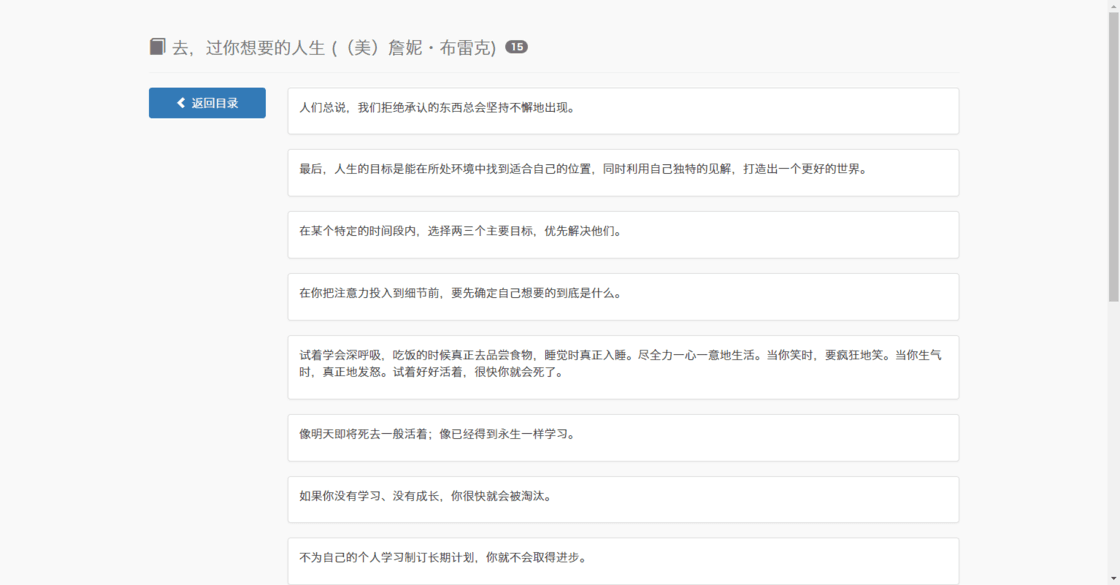 去，过你想要的人生 (（美）詹妮・布雷克) 15
返回目录
人们总说，我们拒绝承认的东西总会坚持不懈地出现。
最后，人生的目标是能在所处环境中找到适合自己的位置，同时利用自己独特的见解，打造出一个更好的世界。
在某个特定的时间段内，选择两三个主要目标，优先解决他们。
在你把注意力投入到细节前，要先确定自己想要的到底是什么。
试着学会深呼吸，吃饭的时候真正去品尝食物，睡觉时真正入睡。尽全力一心一意地生活。当你笑时，要疯狂地笑。当你生气
时，真正地发怒。试着好好活着，很快你就会死了。
像明天即将死去一般活着；像已经得到永生一样学习。
如果你没有学习、没有成长，你很快就会被淘汰。
不为自己的个人学习制订长期计划，你就不会取得进步。